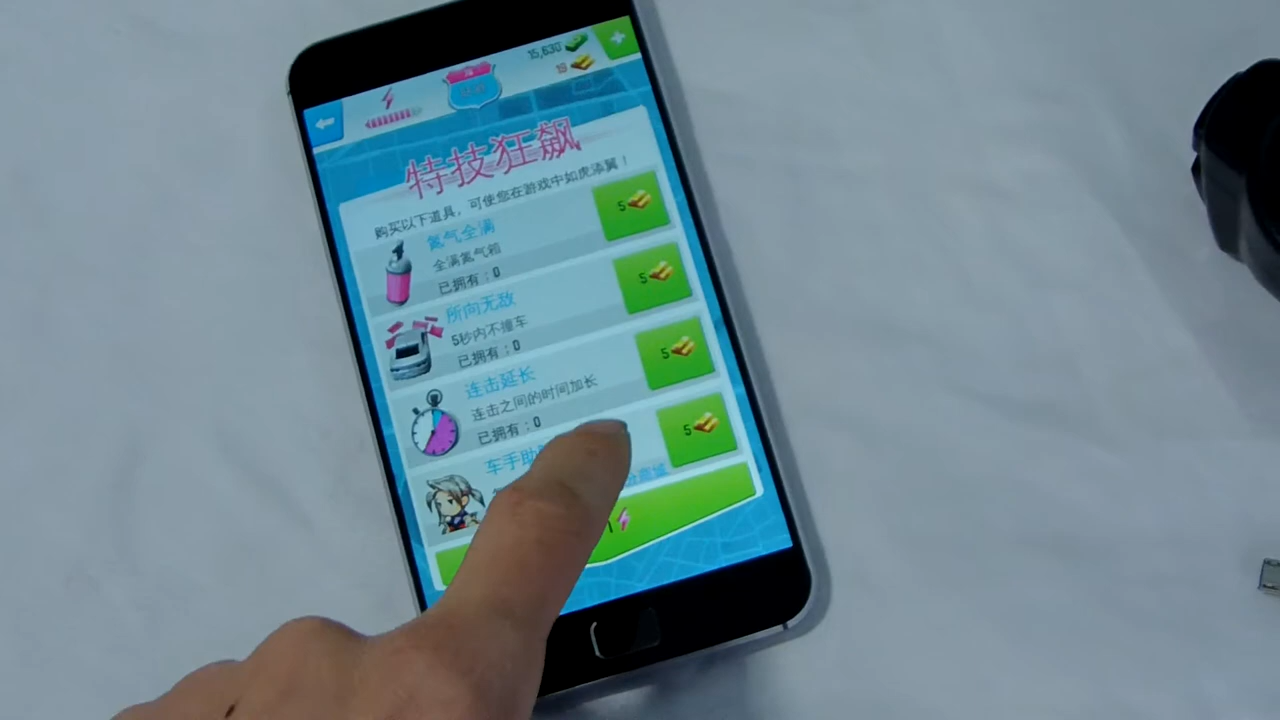 15,630
特技狂飙
购买以下道具，可使您在游戏中如虎添翼！
氮气全满
全满氮气箱
已拥有：0
5
所向无敌
5秒内不撞车
已拥有：0
5
连击延长
连击之间的时间加长
已拥有：0
5
车手助
5